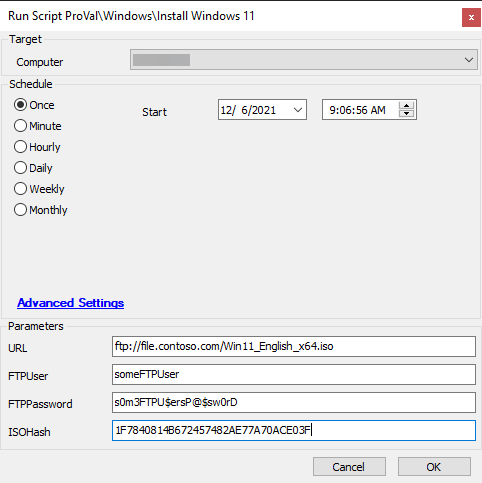 Run Script ProVal\Windows\Install Windows 11
x
Target
Computer
Schedule
Once
Start 12/ 6/2021 9:06:56 AM
Minute
Hourly
Daily
Weekly
Monthly
Advanced Settings
Parameters
URL ftp://file.contoso.com/Win11_English_x64.iso
FTPUser someFTPUser
FTPPassword s0m3FTPU$ersP@$sw0rD
ISOHash 1F7840814B672457482AE77A70ACE03F
Cancel OK